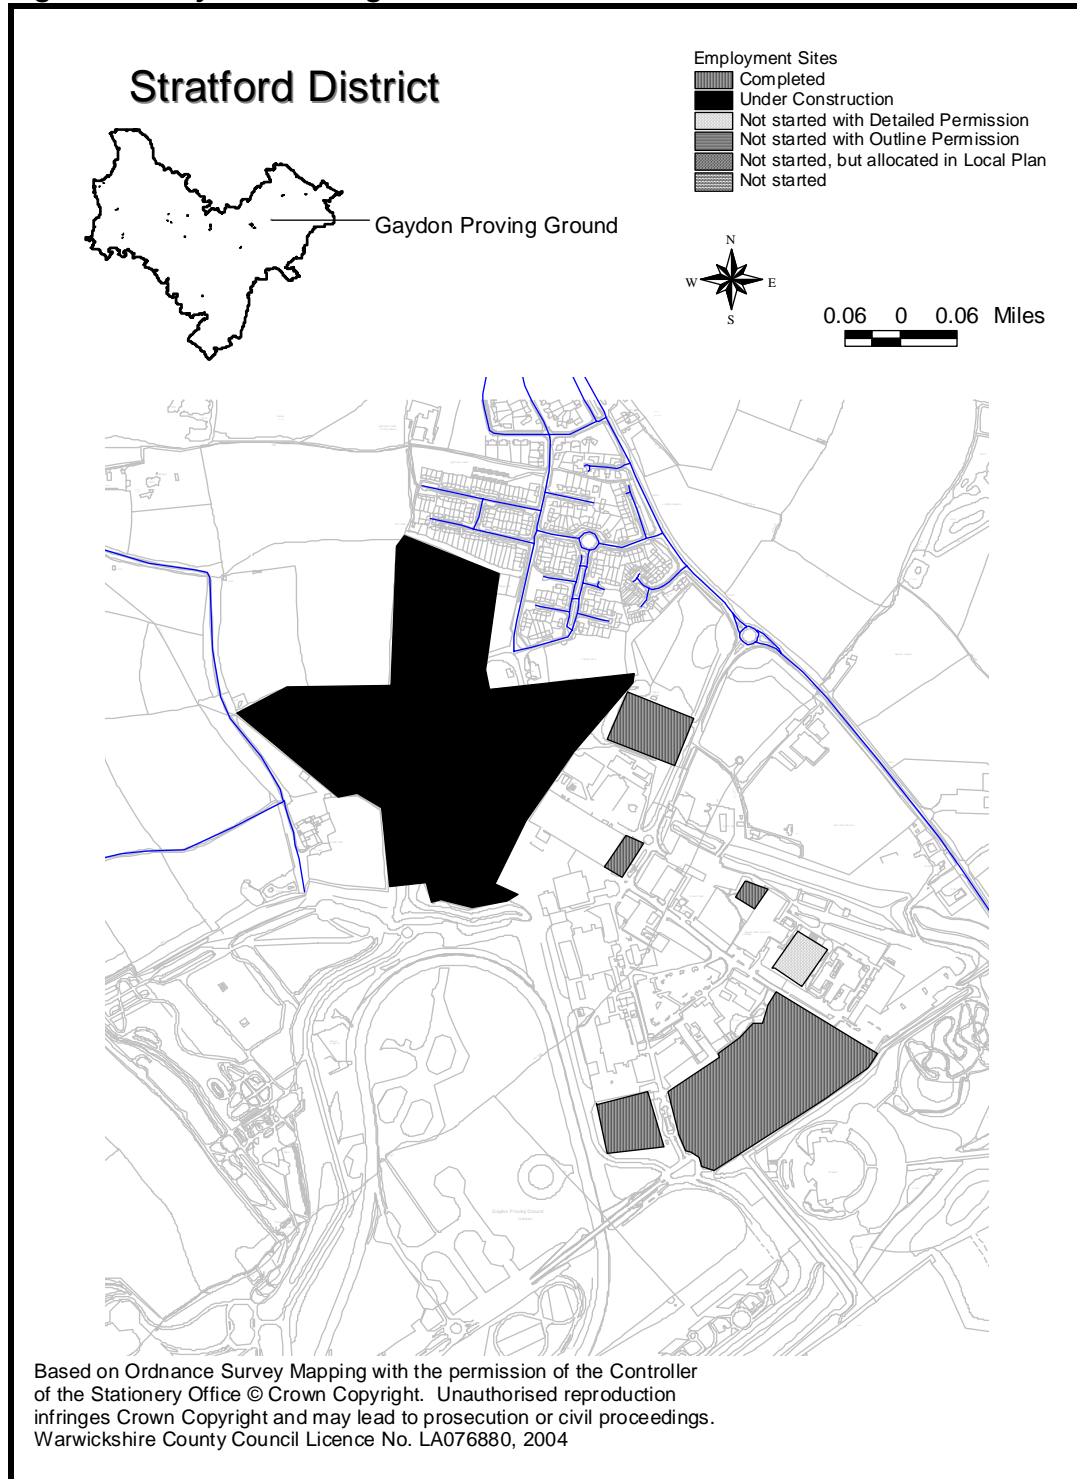 Stratford District
Employment Sites
Completed
Under Construction
Not started with Detailed Permission
Not started with Outline Permission
Not started, but allocated in Local Plan
Not started
Gaydon Proving Ground
N
W
E
S
0.06 0 0.06 Miles
Gaydon Proving Ground
Based on Ordnance Survey Mapping with the permission of the Controller
of the Stationery Office © Crown Copyright. Unauthorised reproduction
infringes Crown Copyright and may lead to prosecution or civil proceedings.
Warwickshire County Council Licence No. LA076880, 2004